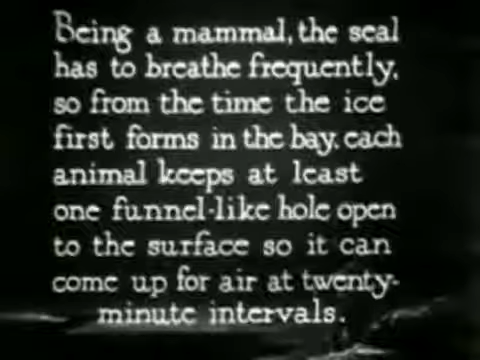 Being a mammal, the seal
has to breathe frequently,
so from the time the ice
first forms in the bay, each
animal keeps at least
one funnel-like hole open
to the surface so it can
come up for air at twenty-
minute intervals.